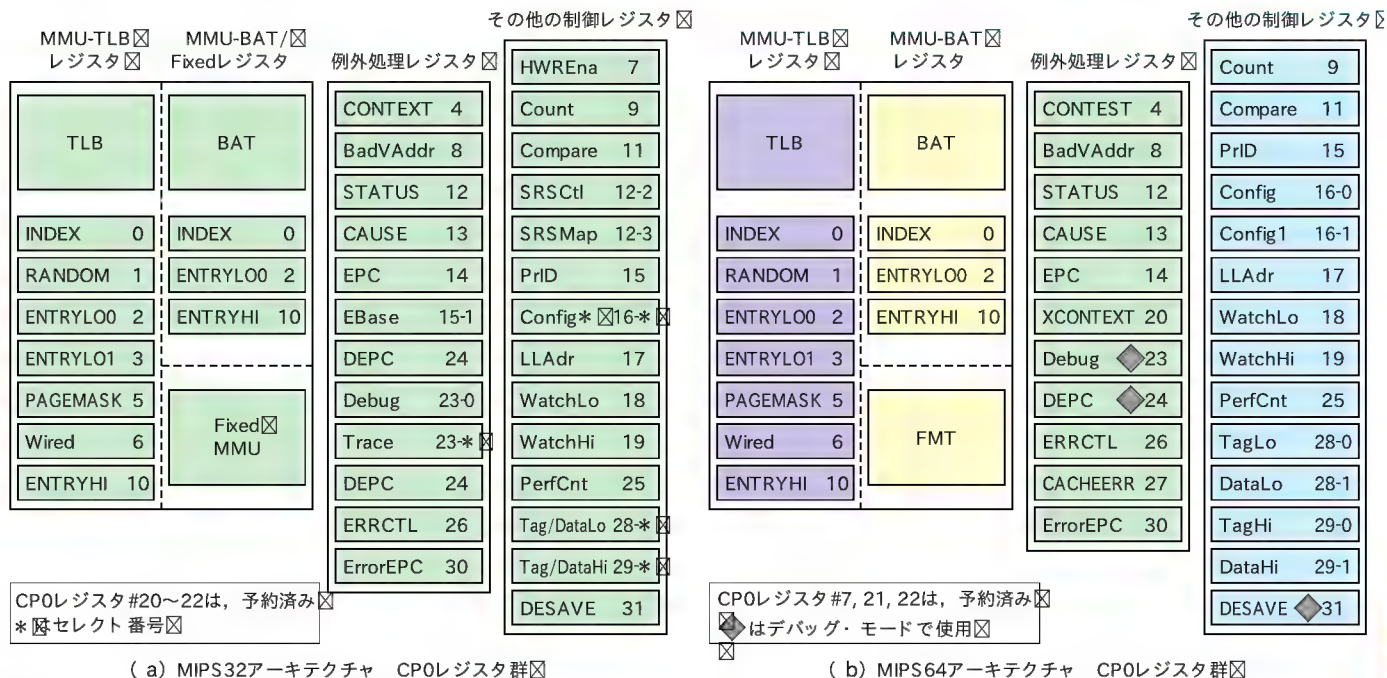 MMU-TLB
レジスタ
MMU-BAT/
Fixedレジスタ
例外処理レジスタ
その他の制御レジスタ
TLB
INDEX 0
RANDOM 1
ENTRYLO0 2
ENTRYLO1 3
PAGEMASK 5
Wired 6
ENTRYHI 10
BAT
INDEX 0
ENTRYLO0 2
ENTRYHI 10
Fixed
MMU
CONTEXT 4
BadVAddr 8
STATUS 12
CAUSE 13
EPC 14
EBase 15-1
DEPC 24
Debug 23-0
Trace 23-*
DEPC 24
ERRCTL 26
ErrorEPC 30
HWREna 7
Count 9
Compare 11
SRSCtl 12-2
SRSMap 12-3
PrID 15
Config* 16-*
LLAdr 17
WatchLo 18
WatchHi 19
PerfCnt 25
Tag/DataLo 28-*
Tag/DataHi 29-*
DESAVE 31
CP0レジスタ#20〜22は，予約済み
*はセレクト番号
(a) MIPS32アーキテクチャ CP0レジスタ群
MMU-TLB
レジスタ
MMU-BAT
レジスタ
例外処理レジスタ
その他の制御レジスタ
TLB
INDEX 0
RANDOM 1
ENTRYLO0 2
ENTRYLO1 3
PAGEMASK 5
Wired 6
ENTRYHI 10
BAT
INDEX 0
ENTRYLO0 2
ENTRYHI 10
FMT
CONTEST 4
BadVAddr 8
STATUS 12
CAUSE 13
EPC 14
XCONTEXT 20
Debug ◆23
DEPC ◆24
ERRCTL 26
CACHEERR 27
ErrorEPC 30
Count 9
Compare 11
PrID 15
Config 16-0
Config1 16-1
LLAdr 17
WatchLo 18
WatchHi 19
PerfCnt 25
TagLo 28-0
DataLo 28-1
TagHi 29-0
DataHi 29-1
DESAVE ◆31
CP0レジスタ#7, 21, 22は，予約済み
◆はデバッグ・モードで使用
(b) MIPS64アーキテクチャ CP0レジスタ群